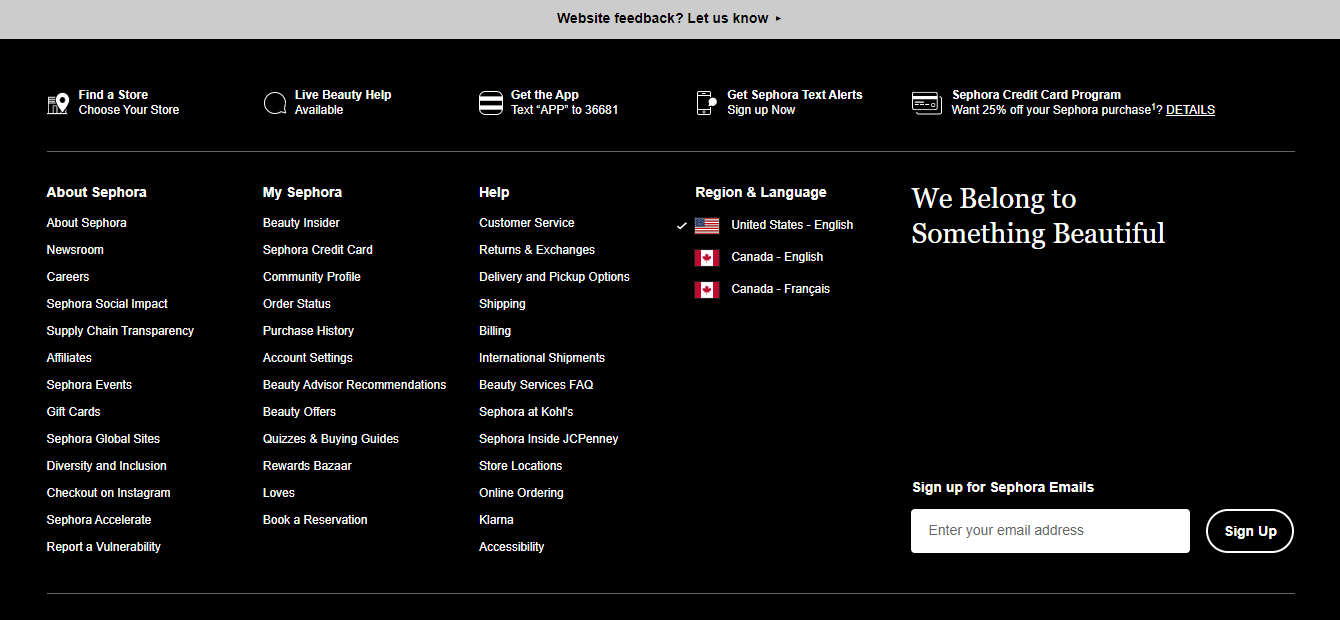 Website feedback? Let us know ▸
Find a Store
Choose Your Store
Live Beauty Help
Available
Get the App
Text “APP” to 36681
Get Sephora Text Alerts
Sign up Now
Sephora Credit Card Program
Want 25% off your Sephora purchase¹? DETAILS
About Sephora
About Sephora
Newsroom
Careers
Sephora Social Impact
Supply Chain Transparency
Affiliates
Sephora Events
Gift Cards
Sephora Global Sites
Diversity and Inclusion
Checkout on Instagram
Sephora Accelerate
Report a Vulnerability
My Sephora
Beauty Insider
Sephora Credit Card
Community Profile
Order Status
Purchase History
Account Settings
Beauty Advisor Recommendations
Beauty Offers
Quizzes & Buying Guides
Rewards Bazaar
Loves
Book a Reservation
Help
Customer Service
Returns & Exchanges
Delivery and Pickup Options
Shipping
Billing
International Shipments
Beauty Services FAQ
Sephora at Kohl's
Sephora Inside JCPenney
Store Locations
Online Ordering
Klarna
Accessibility
Region & Language
United States - English
Canada - English
Canada - Français
We Belong to
Something Beautiful
Sign up for Sephora Emails
Enter your email address
Sign Up